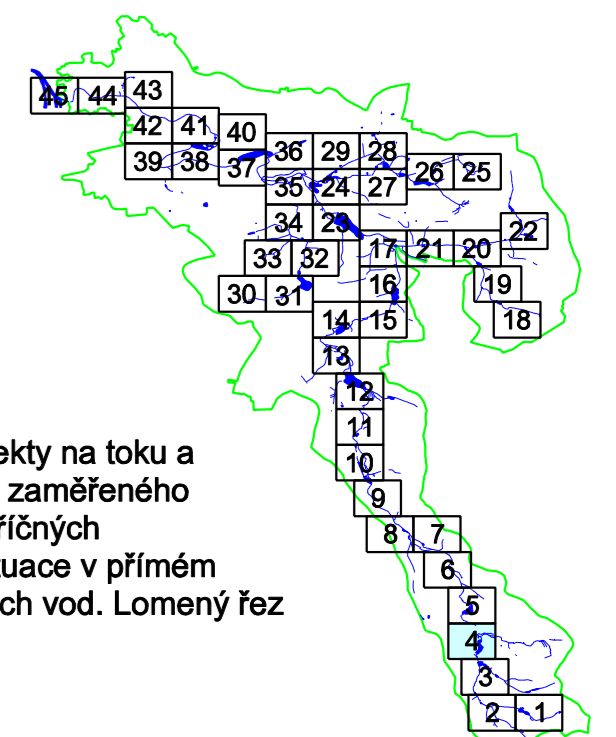 43
45 44
42 41 40
39 38 37 36 29 28
26 25
35 24 27
34 23
22
33 32 17 21 20
30 31 16 19
14 15 18
13
12
11
10
9
8 7
6
5
4
3
2 1
ekty na toku a
zaměřeného
říčných
tuace v přímém
ch vod. Lomený řez